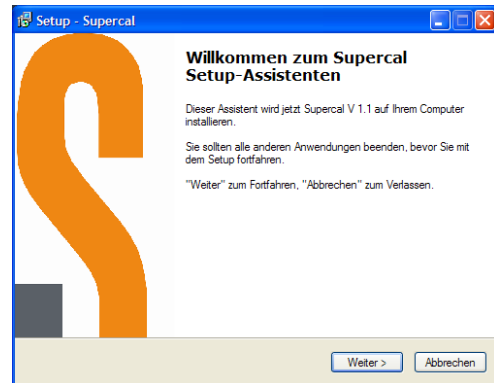 Setup - Supercal
Willkommen zum Supercal
Setup-Assistenten
Dieser Assistent wird jetzt Supercal V 1.1 auf Ihrem Computer
installieren.
Sie sollten alle anderen Anwendungen beenden, bevor Sie mit
dem Setup fortfahren.
"Weiter" zum Fortfahren, "Abbrechen" zum Verlassen.
Weiter > Abbrechen